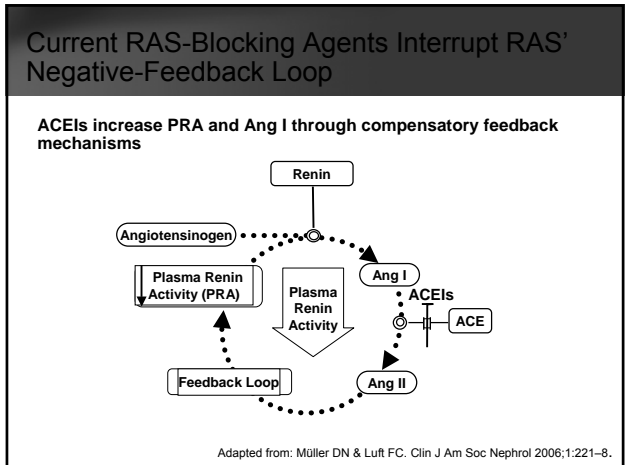 Current RAS-Blocking Agents Interrupt RAS'
Negative-Feedback Loop
ACEIs increase PRA and Ang I through compensatory feedback
mechanisms
Renin
Angiotensinogen
Plasma Renin
Activity (PRA)
Plasma
Renin
Activity
Ang I
ACEIs
ACE
Feedback Loop
Ang II
Adapted from: Müller DN & Luft FC. Clin J Am Soc Nephrol 2006;1:221–8.